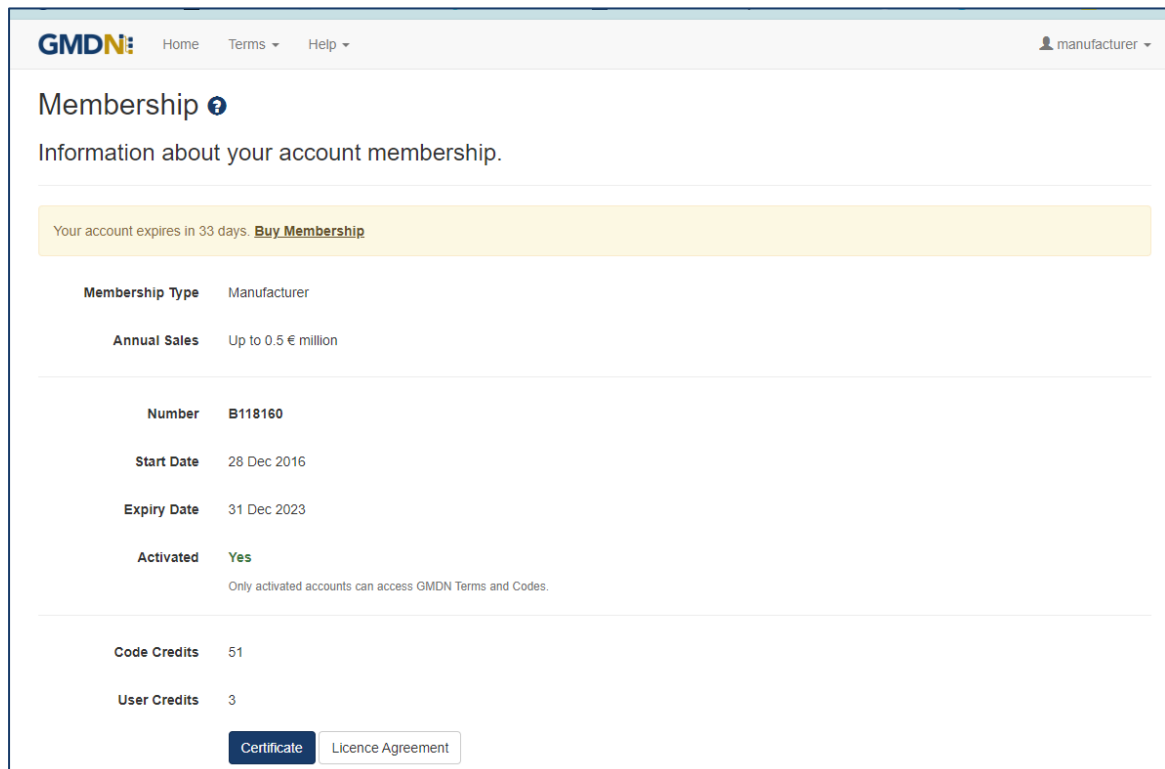 GMDN Home Terms Help manufacturer
Membership ?
Information about your account membership.
Your account expires in 33 days. Buy Membership
Membership Type Manufacturer
Annual Sales Up to 0.5 € million
Number B118160
Start Date 28 Dec 2016
Expiry Date 31 Dec 2023
Activated Yes
Only activated accounts can access GMDN Terms and Codes.
Code Credits 51
User Credits 3
Certificate Licence Agreement